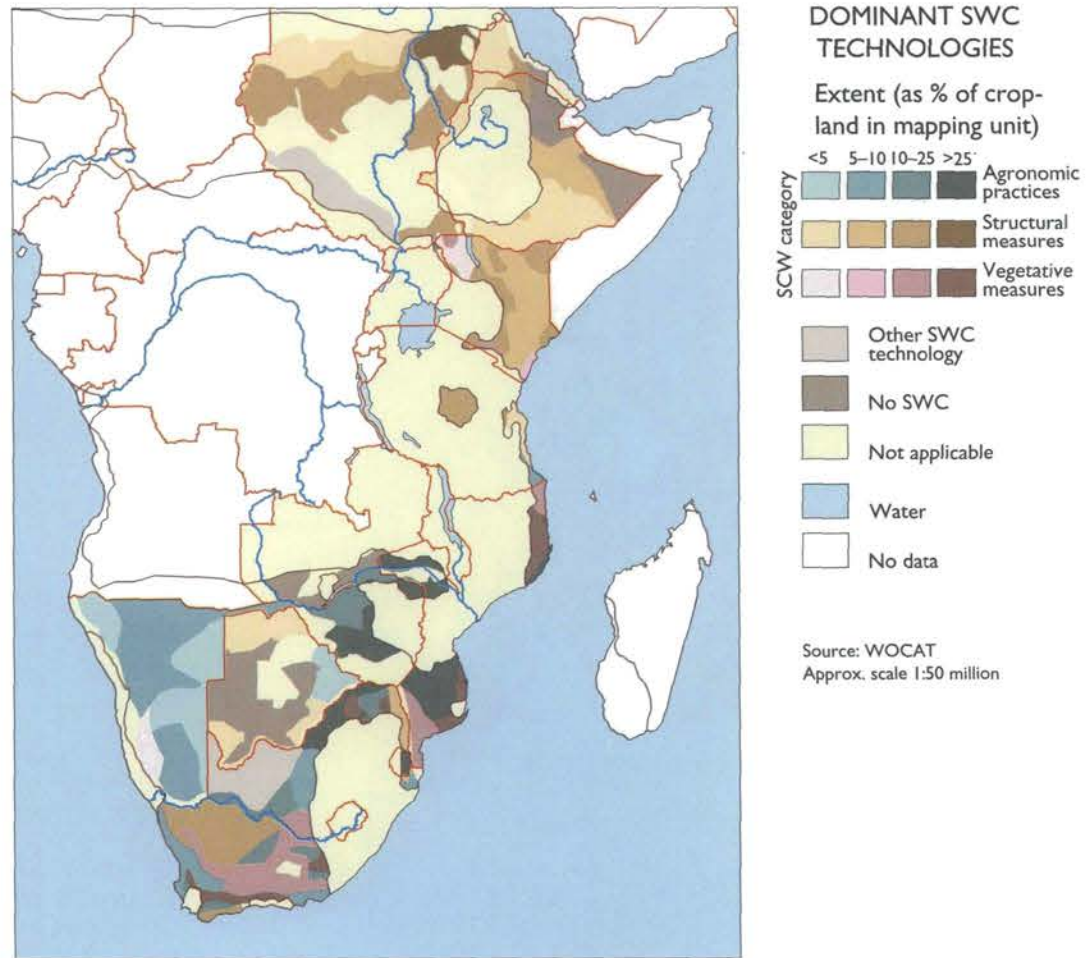 DOMINANT SWC
TECHNOLOGIES
Extent (as % of crop-
land in mapping unit)
<5 5–10 10–25 >25
SCW category
Agronomic
practices
Structural
measures
Vegetative
measures
Other SWC
technology
No SWC
Not applicable
Water
No data
Source: WOCAT
Approx. scale 1:50 million